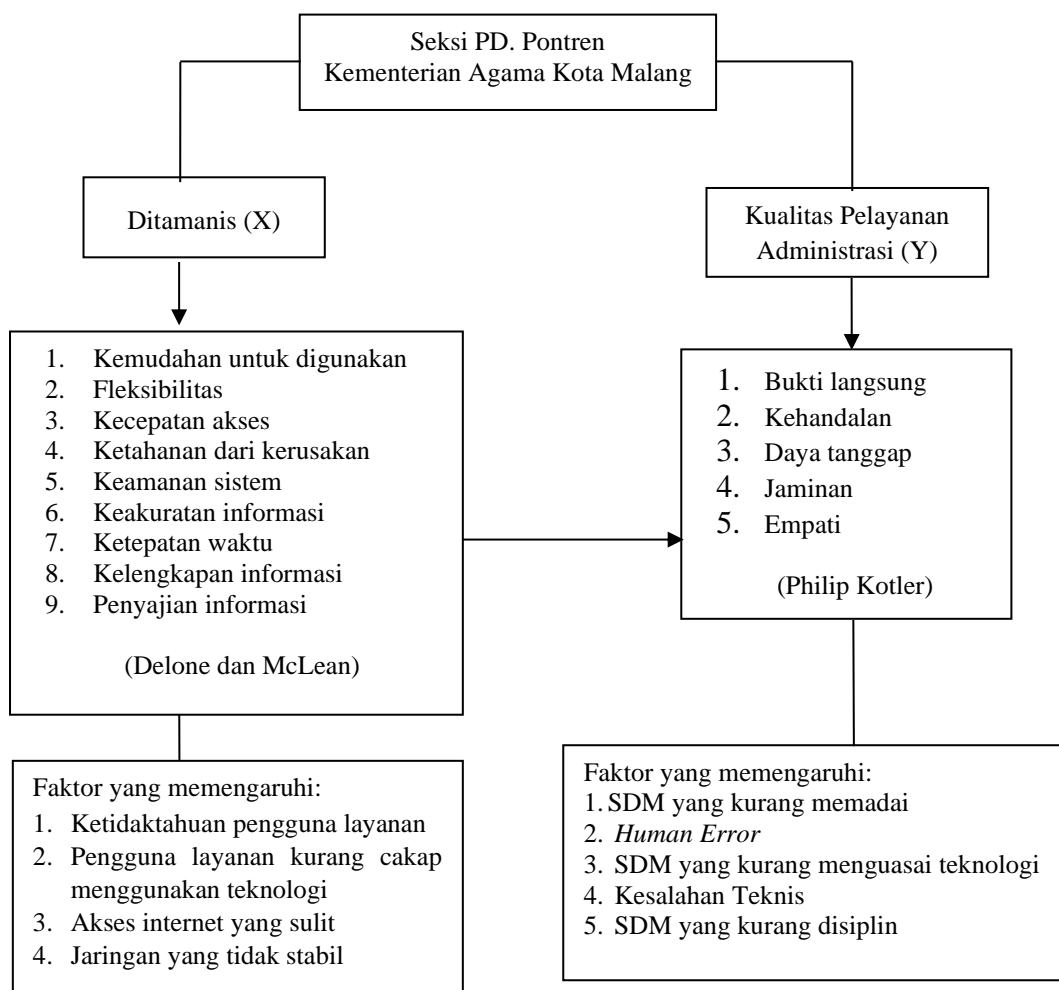 Seksi PD. Pontren
Kementerian Agama Kota Malang
Ditamanis (X)
Kualitas Pelayanan
Administrasi (Y)
1. Kemudahan untuk digunakan
2. Fleksibilitas
3. Kecepatan akses
4. Ketahanan dari kerusakan
5. Keamanan sistem
6. Keakuratan informasi
7. Ketepatan waktu
8. Kelengkapan informasi
9. Penyajian informasi
(Delone dan McLean)
1. Bukti langsung
2. Kehandalan
3. Daya tanggap
4. Jaminan
5. Empati
(Philip Kotler)
Faktor yang memengaruhi:
1. Ketidaktahuan pengguna layanan
2. Pengguna layanan kurang cakap
menggunakan teknologi
3. Akses internet yang sulit
4. Jaringan yang tidak stabil
Faktor yang memengaruhi:
1. SDM yang kurang memadai
2. Human Error
3. SDM yang kurang menguasai teknologi
4. Kesalahan Teknis
5. SDM yang kurang disiplin